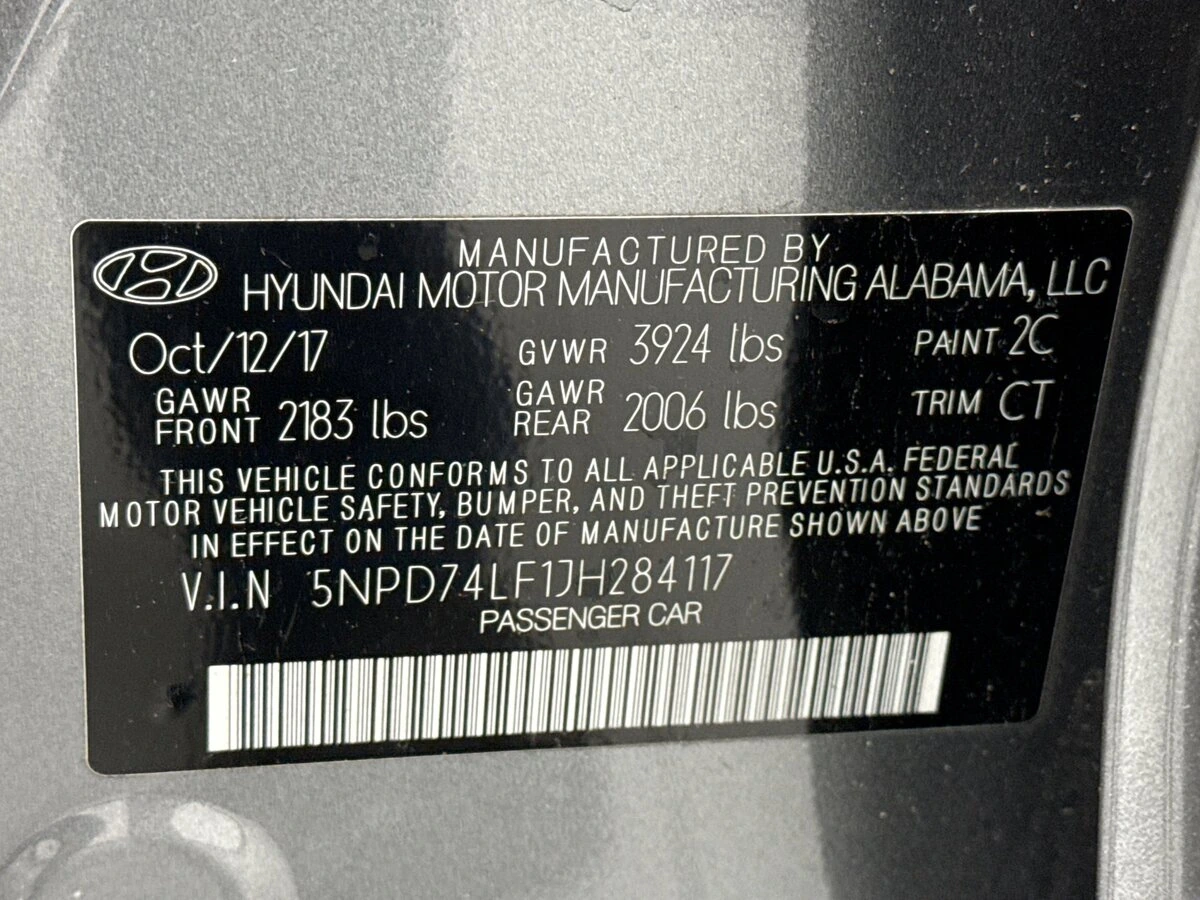 MANUFACTURED BY
HYUNDAI MOTOR MANUFACTURING ALABAMA, LLC
Oct/12/17 GVWR 3924 lbs PAINT 2C
GAWR FRONT 2183 lbs GAWR REAR 2006 lbs TRIM CT
THIS VEHICLE CONFORMS TO ALL APPLICABLE U.S.A. FEDERAL
MOTOR VEHICLE SAFETY, BUMPER, AND THEFT PREVENTION STANDARDS
IN EFFECT ON THE DATE OF MANUFACTURE SHOWN ABOVE
V.I.N 5NPD74LF1JH284117
PASSENGER CAR